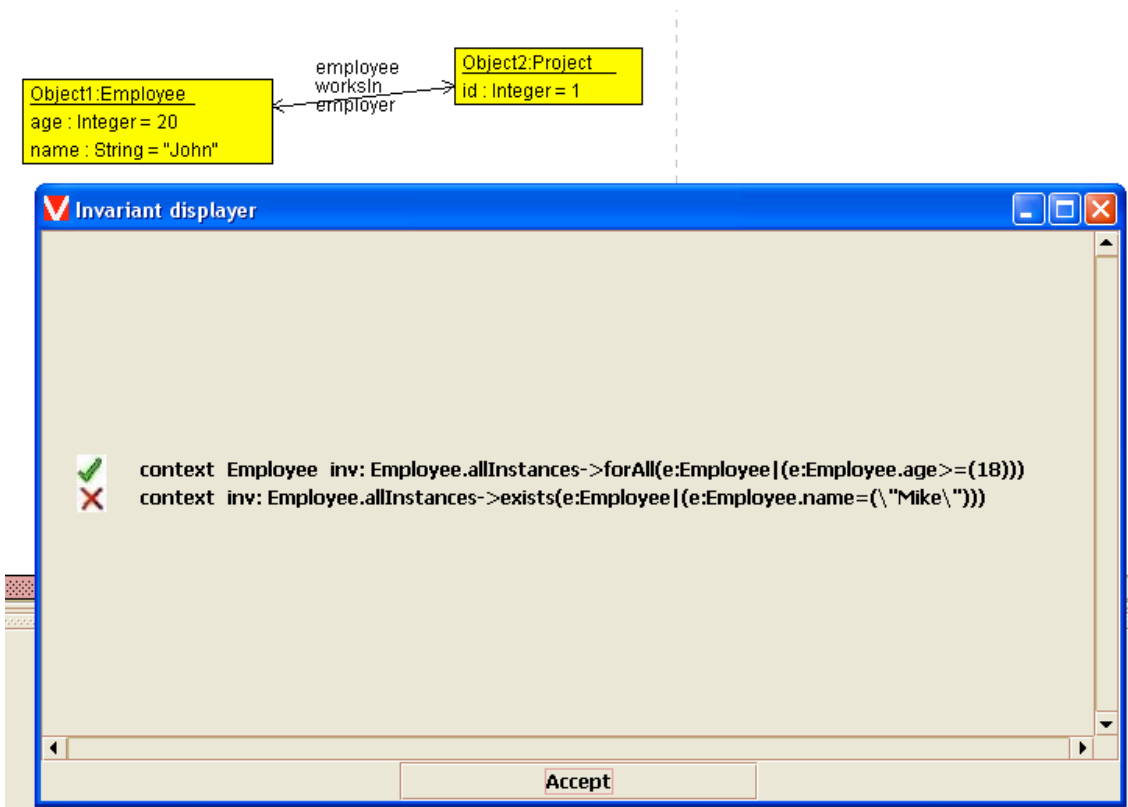 Object1:Employee
age : Integer = 20
name : String = "John"
employee
worksIn
employer
Object2:Project
id : Integer = 1
Invariant displayer
context Employee inv: Employee.allInstances->forAll(e:Employee|(e:Employee.age>=(18)))
context inv: Employee.allInstances->exists(e:Employee|(e:Employee.name=(\"Mike\")))
Accept